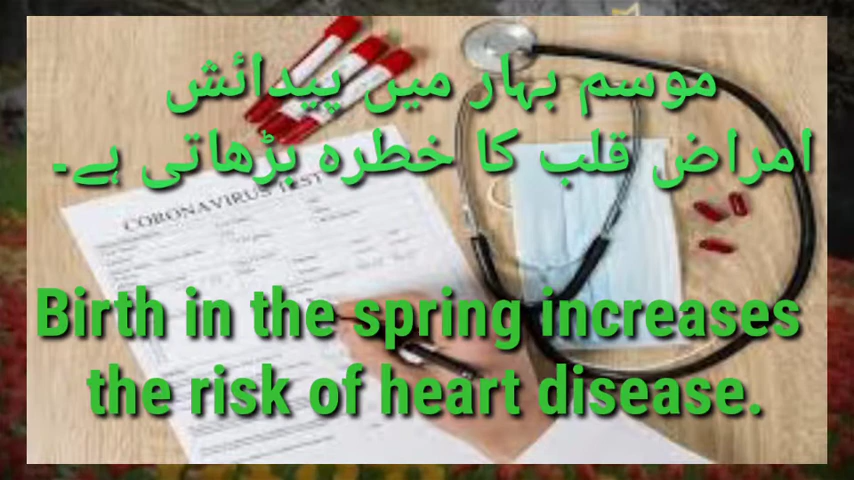 موسم بہار میں پیدائش
امراض قلب کا خطرہ بڑھاتی ہے۔
CORONAVIRUS TEST
Birth in the spring increases
the risk of heart disease.